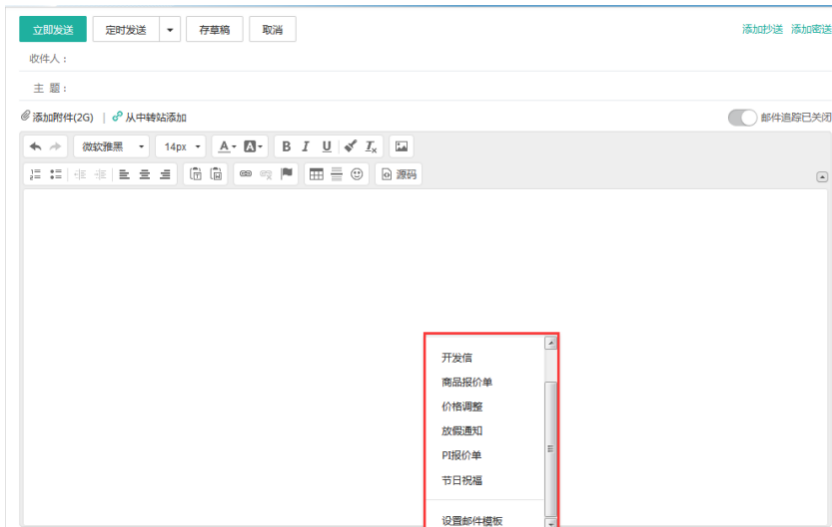 立即发送 定时发送 存草稿 取消 添加抄送 添加密送
收件人：
主 题：
添加附件(2G) | 从中转站添加 邮件追踪已关闭
微软雅黑 14px A A B I U Tx
源码
开发信
商品报价单
价格调整
放假通知
PI报价单
节日祝福
设置邮件模板